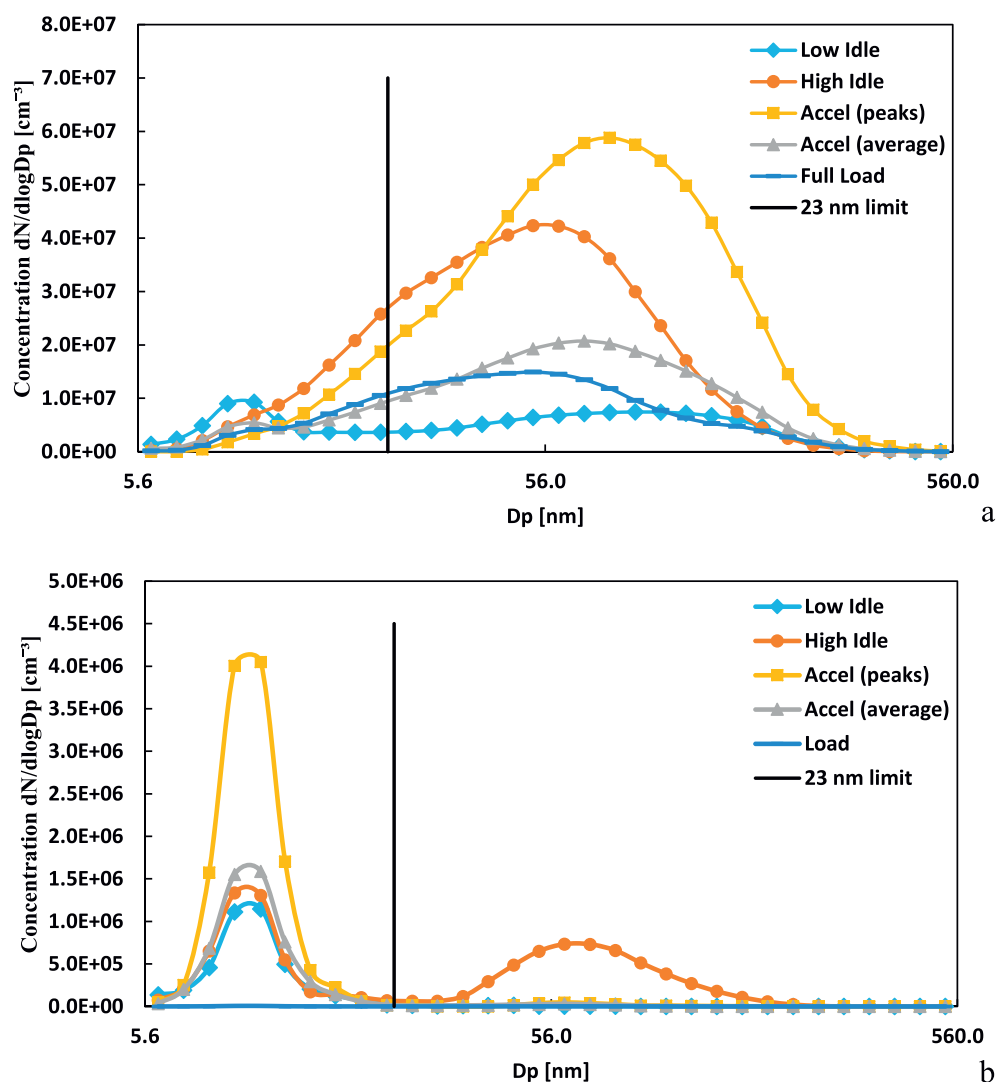 8.0E+07
7.0E+07
6.0E+07
5.0E+07
4.0E+07
3.0E+07
2.0E+07
1.0E+07
0.0E+00
Concentration dN/dlogDp [cm⁻³]
Low Idle
High Idle
Accel (peaks)
Accel (average)
Full Load
23 nm limit
5.6
56.0
560.0
Dp [nm]
a
5.0E+06
4.5E+06
4.0E+06
3.5E+06
3.0E+06
2.5E+06
2.0E+06
1.5E+06
1.0E+06
5.0E+05
0.0E+00
Concentration dN/dlogDp [cm⁻³]
Low Idle
High Idle
Accel (peaks)
Accel (average)
Load
23 nm limit
5.6
56.0
560.0
Dp [nm]
b